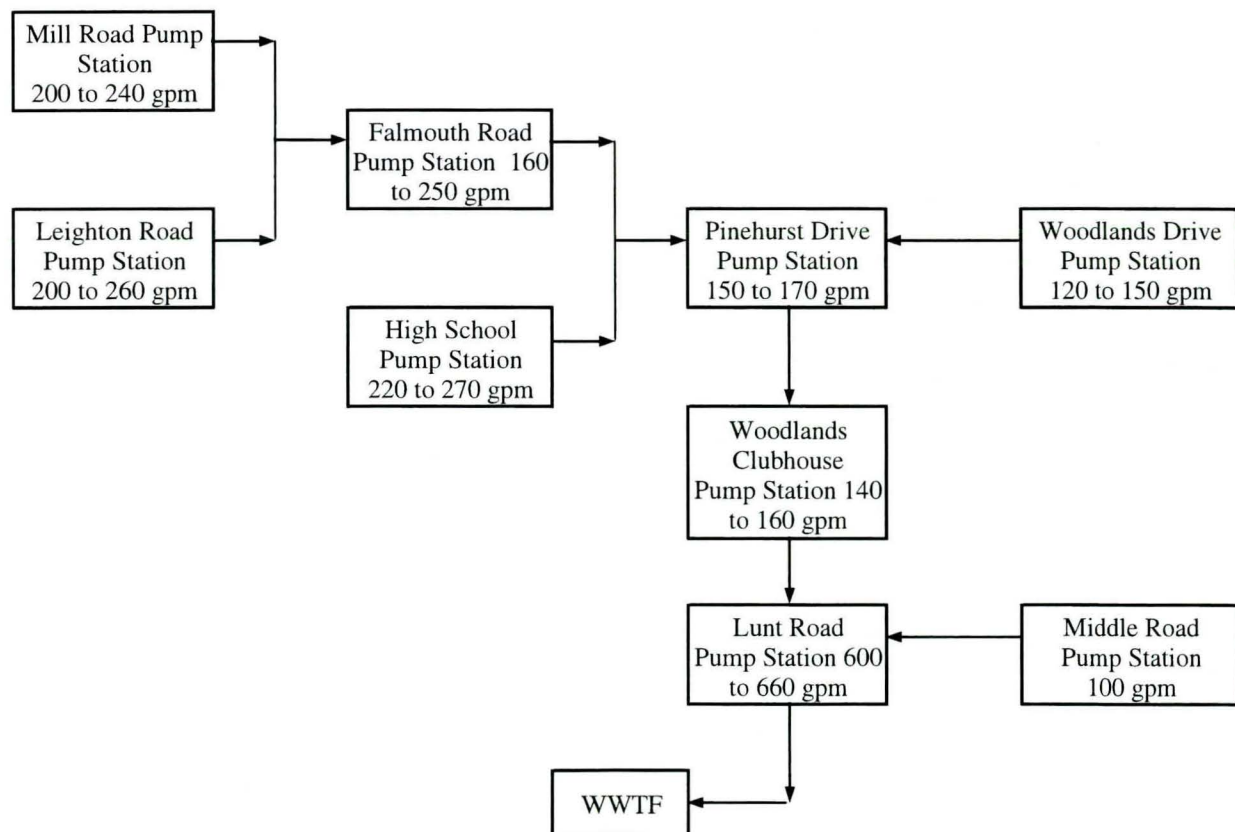 Mill Road Pump
Station
200 to 240 gpm
Falmouth Road
Pump Station 160
to 250 gpm
Leighton Road
Pump Station
200 to 260 gpm
Pinehurst Drive
Pump Station
150 to 170 gpm
Woodlands Drive
Pump Station
120 to 150 gpm
High School
Pump Station
220 to 270 gpm
Woodlands
Clubhouse
Pump Station 140
to 160 gpm
Lunt Road
Pump Station 600
to 660 gpm
Middle Road
Pump Station
100 gpm
WWTF